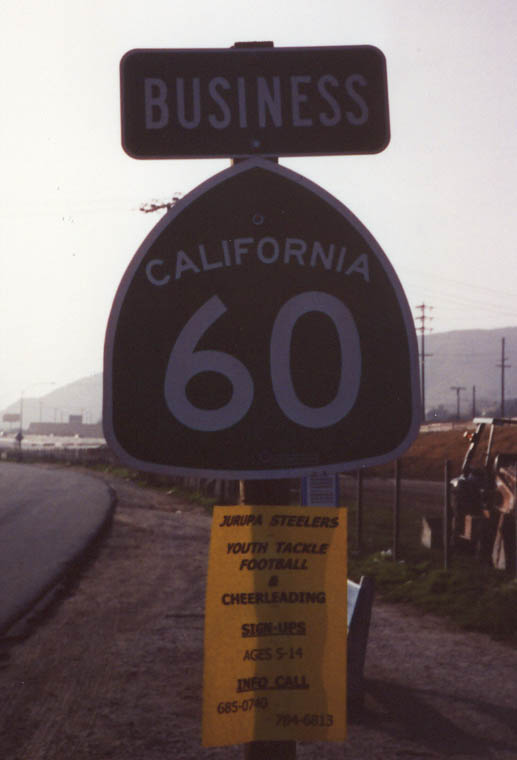 BUSINESS
CALIFORNIA
60
JURUPA STEELERS
YOUTH TACKLE
FOOTBALL
&
CHEERLEADING
SIGN-UPS
AGES 5-14
INFO CALL
685-0740
784-6813